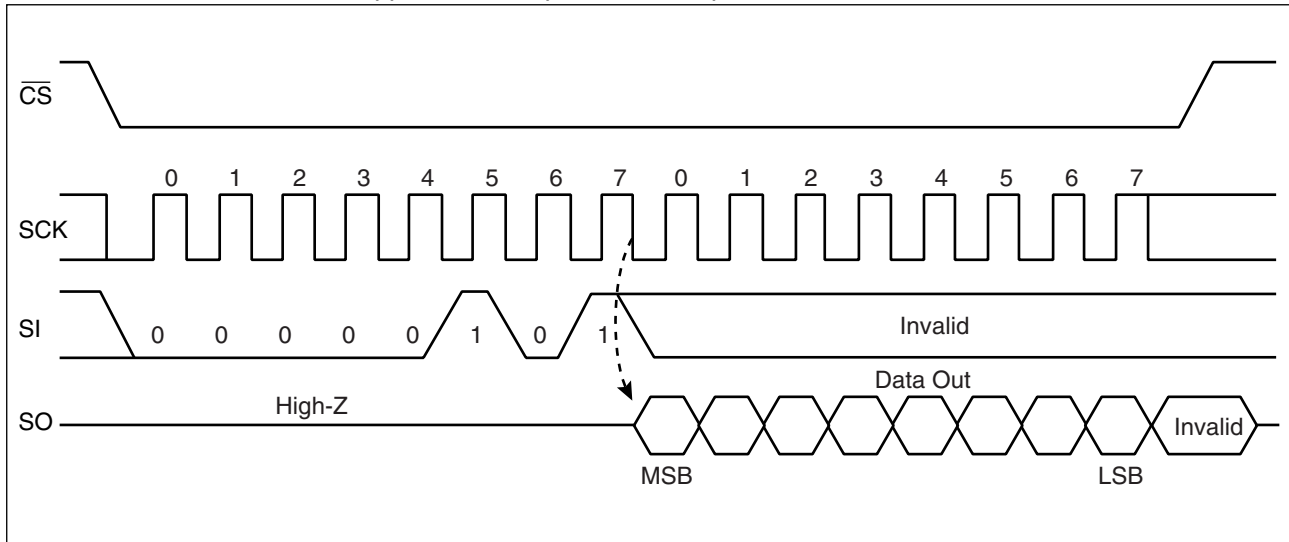 CS
0 1 2 3 4 5 6 7 0 1 2 3 4 5 6 7
SCK
SI
0 0 0 0 0 1 0 1
Invalid
Data Out
High-Z
SO
Invalid
MSB
LSB